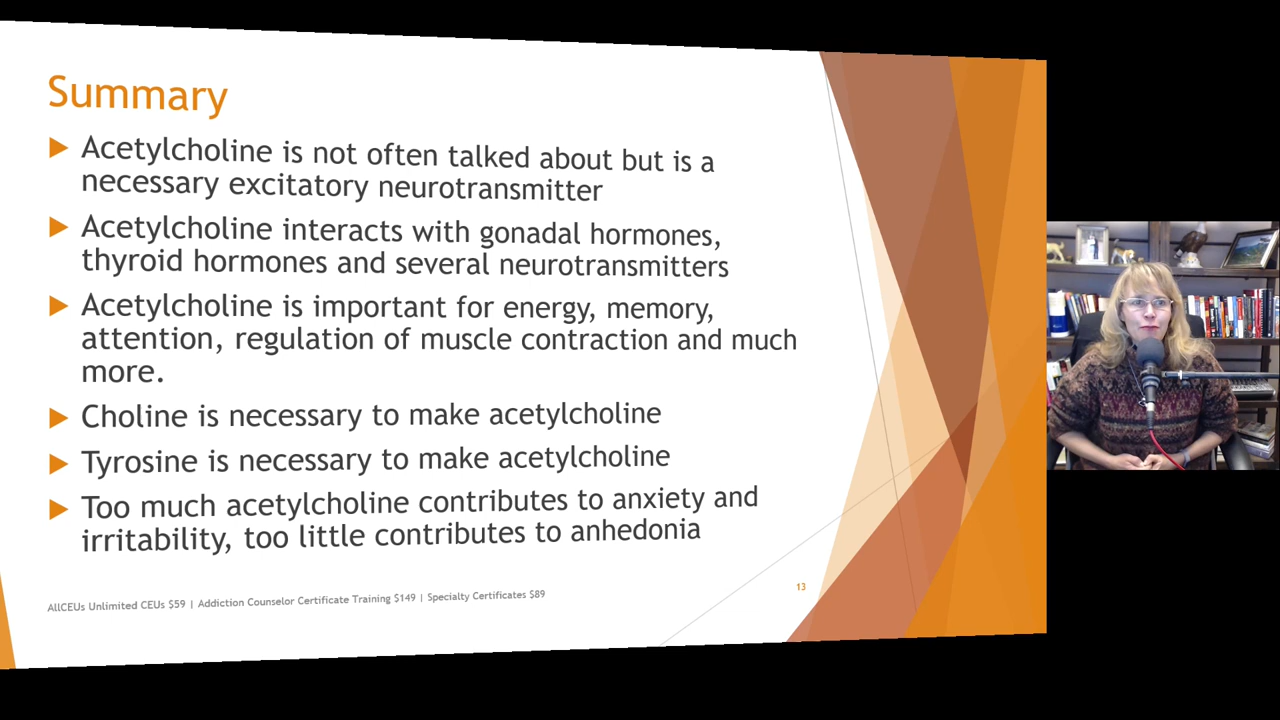 Summary
Acetylcholine is not often talked about but is a
necessary excitatory neurotransmitter
Acetylcholine interacts with gonadal hormones,
thyroid hormones and several neurotransmitters
Acetylcholine is important for energy, memory,
attention, regulation of muscle contraction and much
more.
Choline is necessary to make acetylcholine
Tyrosine is necessary to make acetylcholine
Too much acetylcholine contributes to anxiety and
irritability, too little contributes to anhedonia
13
AllCEUs Unlimited CEUs $59 | Addiction Counselor Certificate Training $149 | Specialty Certificates $89